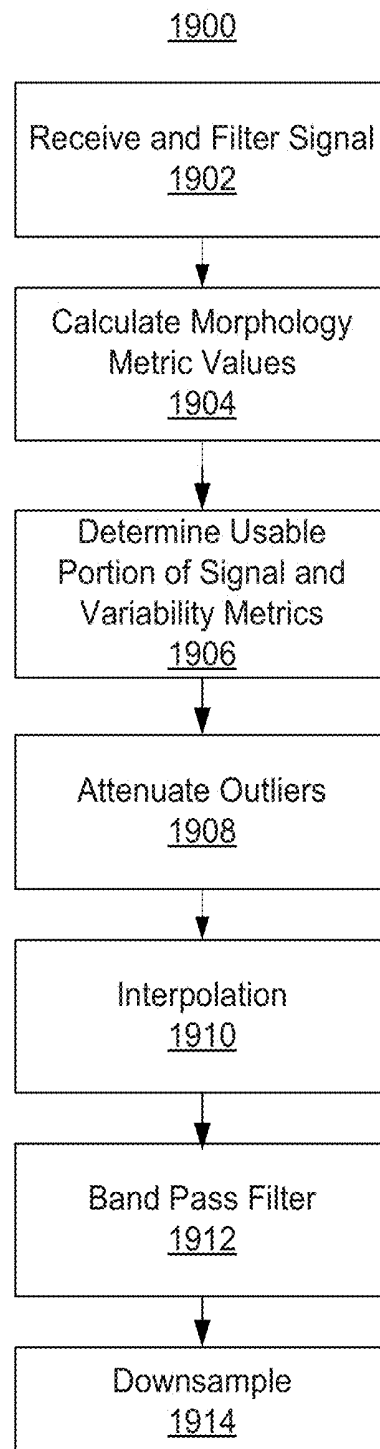 1900
Receive and Filter Signal
1902
Calculate Morphology
Metric Values
1904
Determine Usable
Portion of Signal and
Variability Metrics
1906
Attenuate Outliers
1908
Interpolation
1910
Band Pass Filter
1912
Downsample
1914